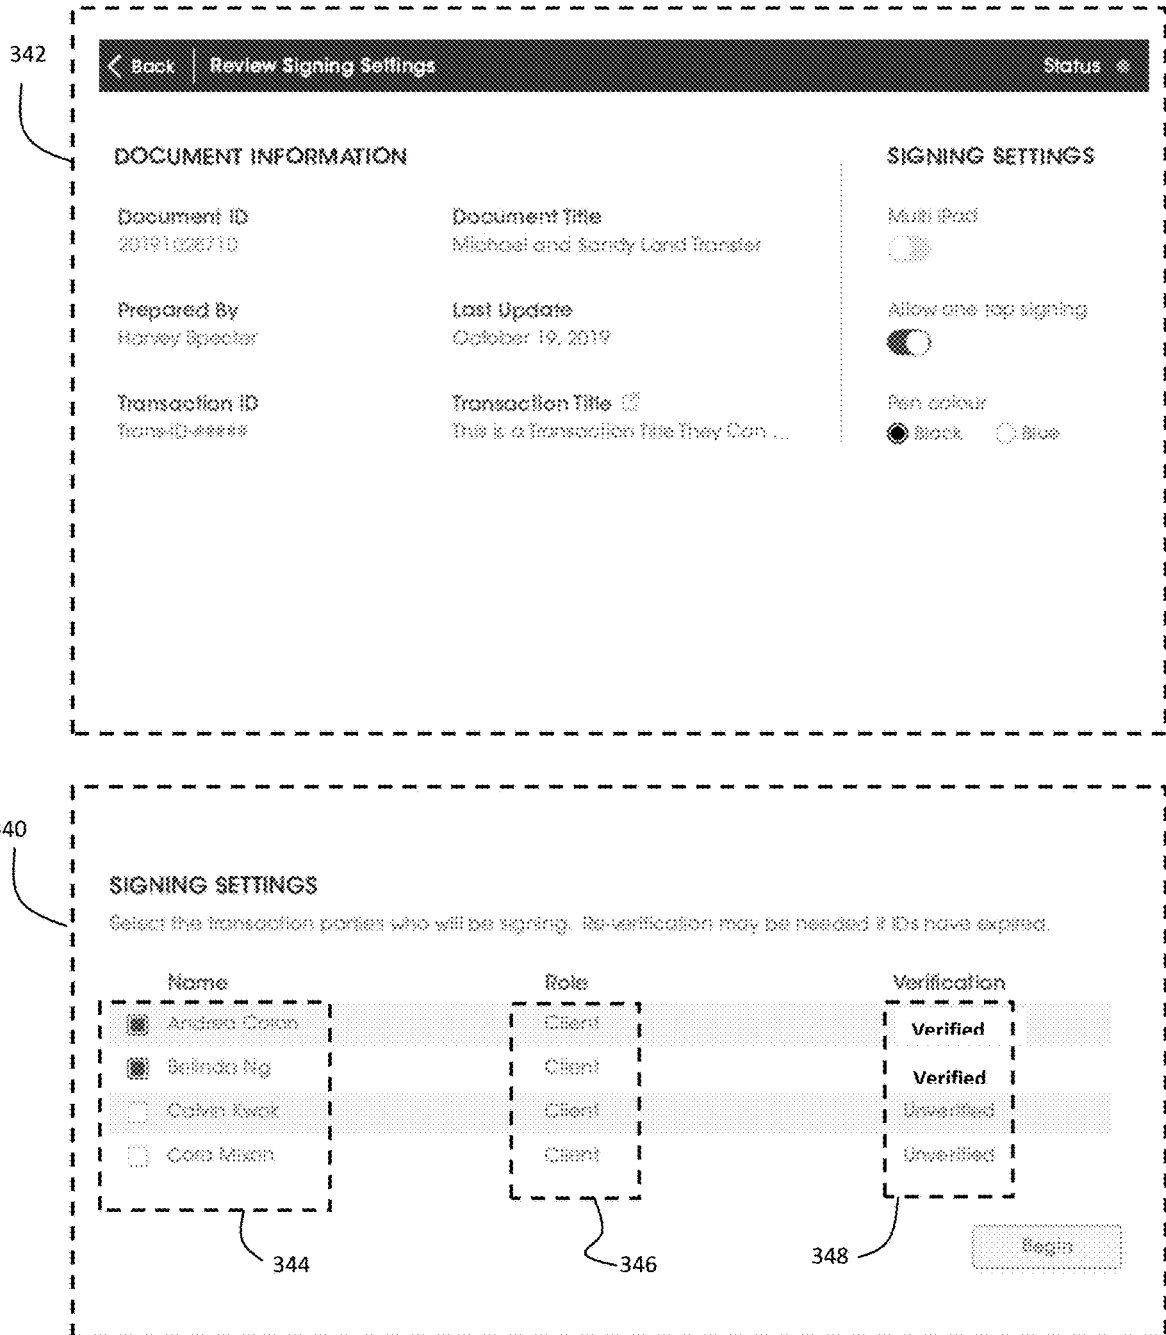 342
Back Review Signing Settings Status
DOCUMENT INFORMATION SIGNING SETTINGS
Document ID Document Title Multi iPad
20191028710 Michael and Sandy Land Transfer
Prepared By Last Update Allow one tap signing
Harvey Specter October 19, 2019
Transaction ID Transaction Title Pen colour
Trans-ID-##### This is a Transaction Title They Can ... Black Blue
340
SIGNING SETTINGS
Select the transaction parties who will be signing. Re-verification may be needed if IDs have expired.
Name Role Verification
Andrea Client Verified
Belinda Ng Client Verified
Calvin Kwok Client Unverified
Cora Client Unverified
344 346 348 Begin